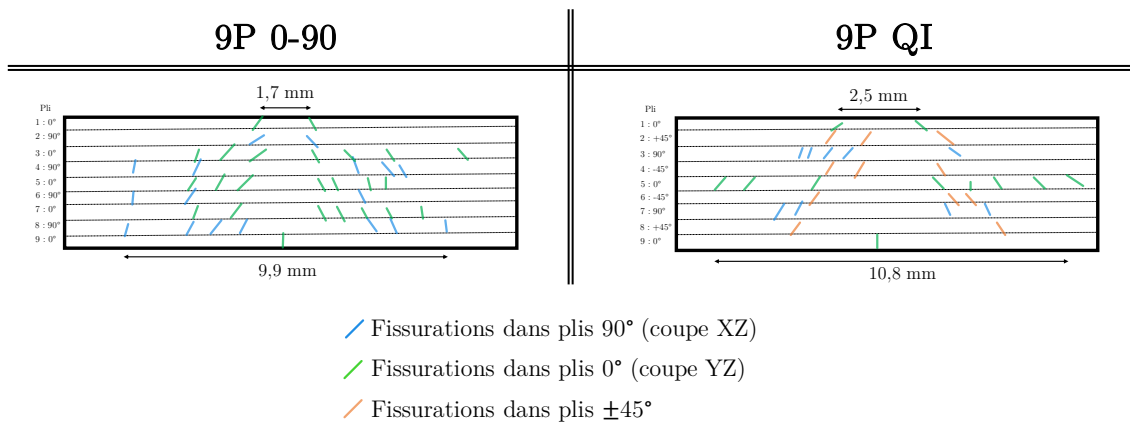 9P 0-90
9P QI
1,7 mm
Pli
1 : 0°
2 : 90°
3 : 0°
4 : 90°
5 : 0°
6 : 90°
7 : 0°
8 : 90°
9 : 0°
9,9 mm
2,5 mm
Pli
1 : 0°
2 : +45°
3 : 90°
4 : -45°
5 : 0°
6 : -45°
7 : 90°
8 : +45°
9 : 0°
10,8 mm
Fissurations dans plis 90° (coupe XZ)
Fissurations dans plis 0° (coupe YZ)
Fissurations dans plis ±45°